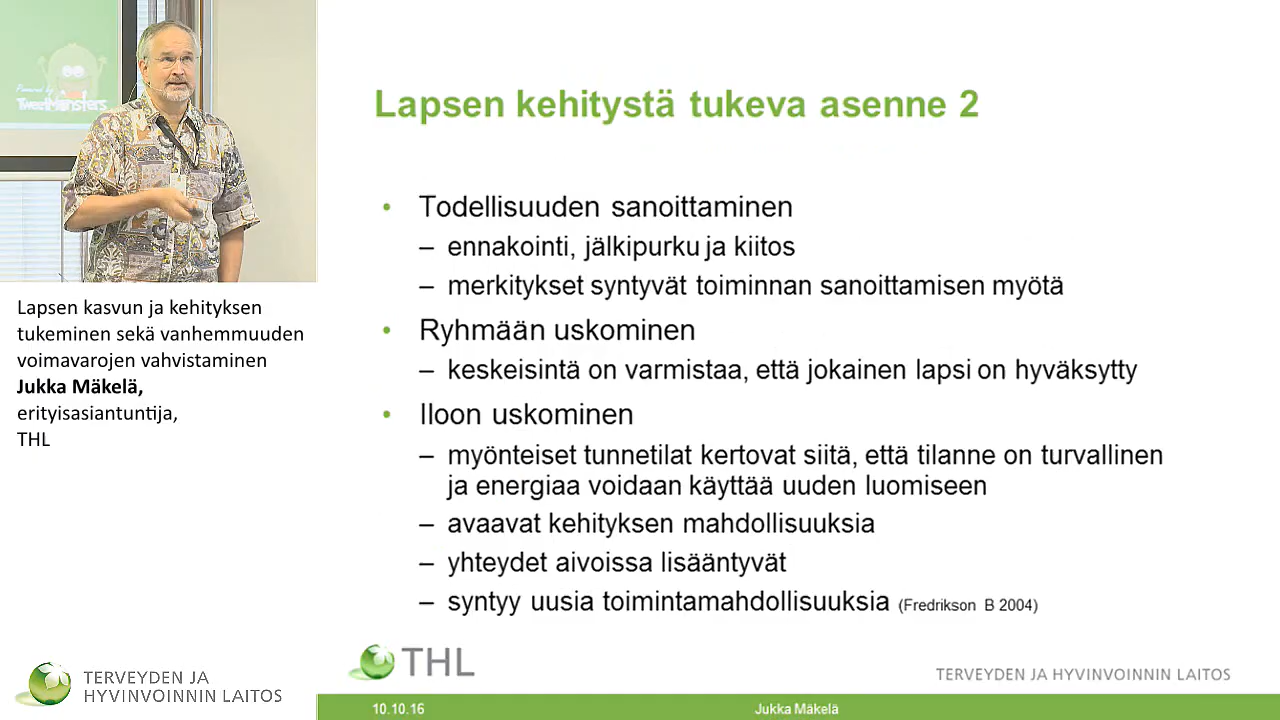 Powered by
TweetMonsters
Lapsen kasvun ja kehityksen
tukeminen sekä vanhemmuuden
voimavarojen vahvistaminen
Jukka Mäkelä,
erityisasiantuntija,
THL
TERVEYDEN JA
HYVINVOINNIN LAITOS
Lapsen kehitystä tukeva asenne 2
• Todellisuuden sanoittaminen
– ennakointi, jälkipurku ja kiitos
– merkitykset syntyvät toiminnan sanoittamisen myötä
• Ryhmään uskominen
– keskeisintä on varmistaa, että jokainen lapsi on hyväksytty
• Iloon uskominen
– myönteiset tunnetilat kertovat siitä, että tilanne on turvallinen
ja energiaa voidaan käyttää uuden luomiseen
– avaavat kehityksen mahdollisuuksia
– yhteydet aivoissa lisääntyvät
– syntyy uusia toimintamahdollisuuksia (Fredrikson B 2004)
THL
TERVEYDEN JA HYVINVOINNIN LAITOS
10.10.16
Jukka Mäkelä